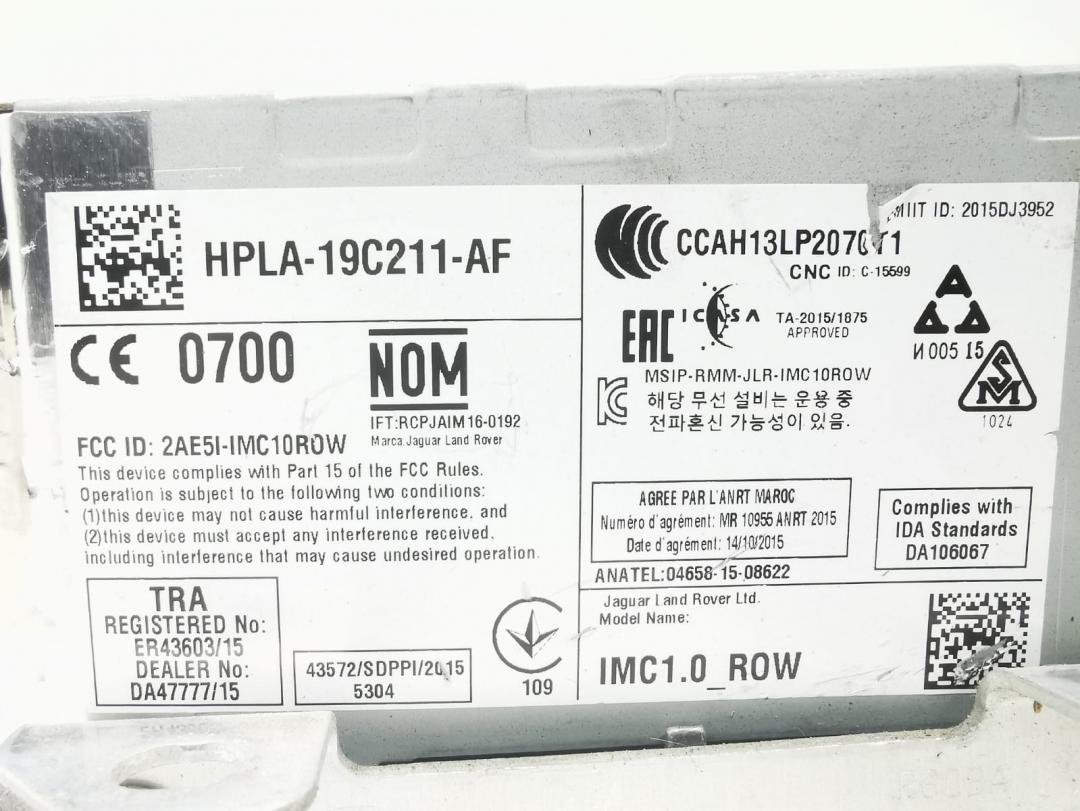 HPLA-19C211-AF
CE 0700
NOM
IFT:RCPJAIM16-0192
Marca:Jaguar Land Rover
FCC ID: 2AE5I-IMC10ROW
This device complies with Part 15 of the FCC Rules.
Operation is subject to the following two conditions:
(1)this device may not cause harmful interference, and
(2)this device must accept any interference received,
including interference that may cause undesired operation.
TRA
REGISTERED No:
ER43603/15
DEALER No:
DA47777/15
43572/SDPPI/2015
5304
109
CMIIT ID: 2015DJ3952
CCAH13LP2070T1
CNC ID: C-15599
EAC
ICASA
TA-2015/1875
APPROVED
И 005 15
MSIP-RMM-JLR-IMC10ROW
해당 무선 설비는 운용 중
전파혼신 가능성이 있음.
SM
1024
AGREE PAR L'ANRT MAROC
Numéro d'agrément: MR 10955 ANRT 2015
Date d'agrément: 14/10/2015
Complies with
IDA Standards
DA106067
ANATEL:04658-15-08622
Jaguar Land Rover Ltd.
Model Name:
IMC1.0_ROW